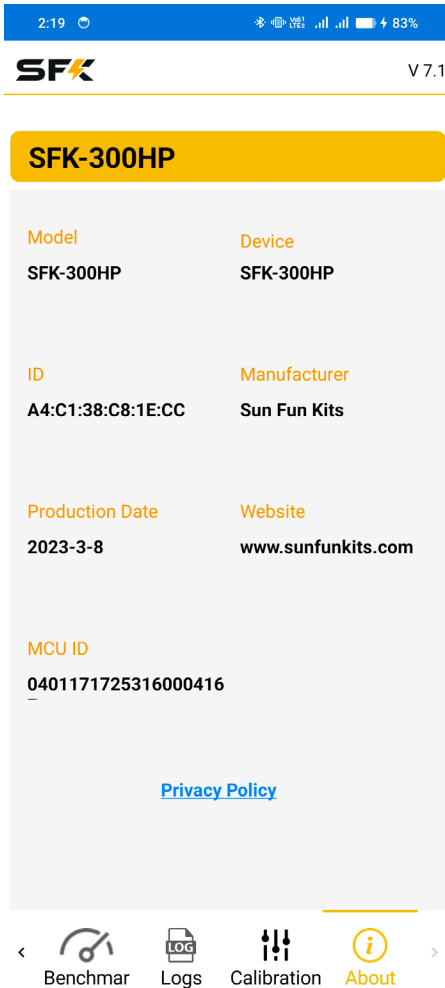 2:19 VoD1 LTE2 83%
SFK V 7.1
SFK-300HP
Model Device
SFK-300HP SFK-300HP
ID Manufacturer
A4:C1:38:C8:1E:CC Sun Fun Kits
Production Date Website
2023-3-8 www.sunfunkits.com
MCU ID
0401171725316000416
Privacy Policy
LOG
Benchmar Logs Calibration About